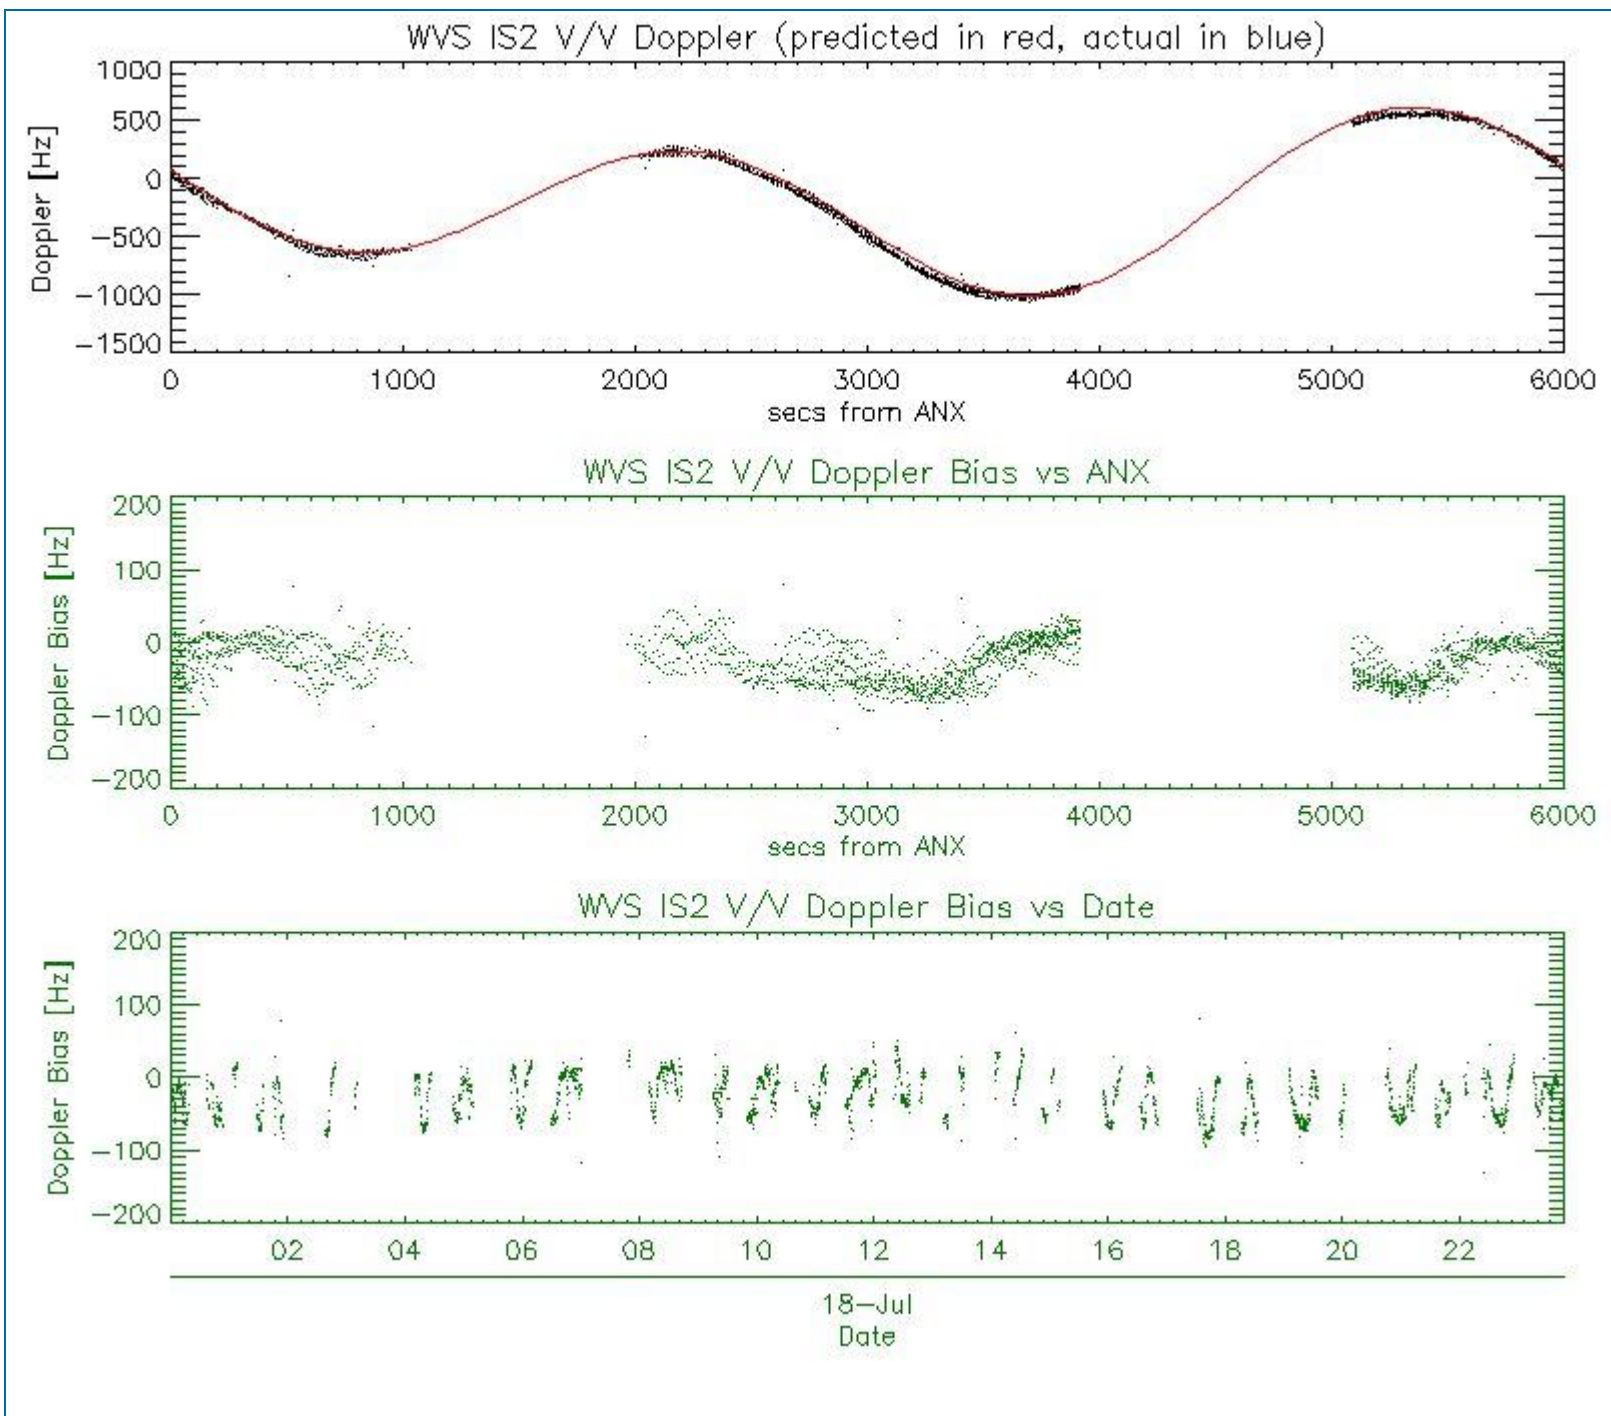 WVS IS2 V/V Doppler (predicted in red, actual in blue)
Doppler [Hz]
1000
500
0
−500
−1000
−1500
0 1000 2000 3000 4000 5000 6000
secs from ANX
WVS IS2 V/V Doppler Bias vs ANX
Doppler Bias [Hz]
200
100
0
−100
−200
0 1000 2000 3000 4000 5000 6000
secs from ANX
WVS IS2 V/V Doppler Bias vs Date
Doppler Bias [Hz]
200
100
0
−100
−200
02 04 06 08 10 12 14 16 18 20 22
18−Jul
Date